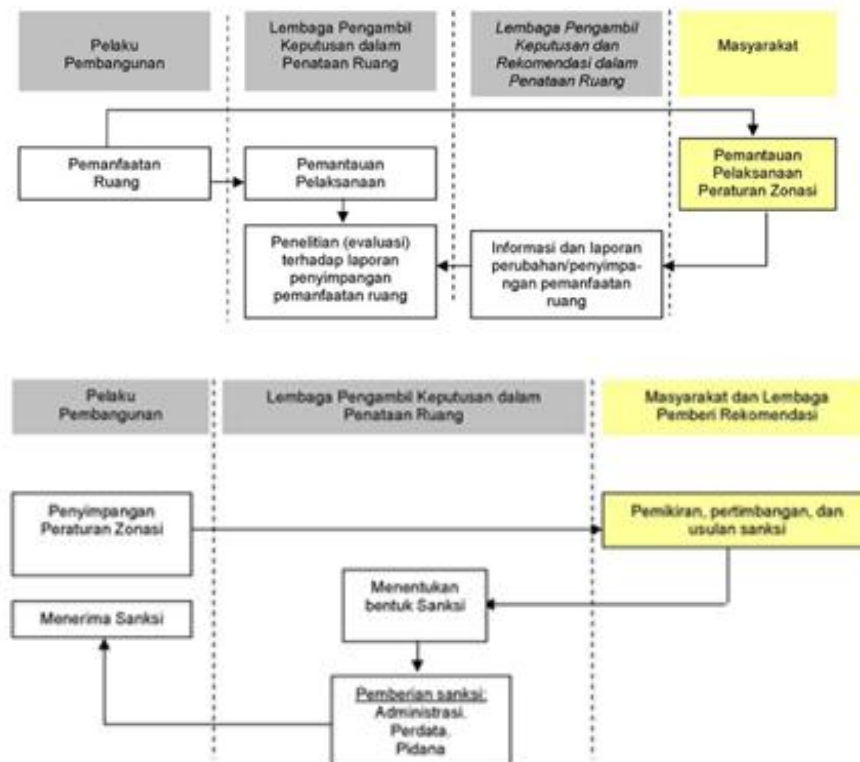 Pelaku
Pembangunan
Lembaga Pengambil
Keputusan dalam
Penataan Ruang
Lembaga Pengambil
Keputusan dan
Rekomendasi dalam
Penataan Ruang
Masyarakat
Pemanfaatan
Ruang
Pemantauan
Pelaksanaan
Pemantauan
Pelaksanaan
Peraturan Zonasi
Penelitian (evaluasi)
terhadap laporan
penyimpangan
pemanfaatan ruang
Informasi dan laporan
perubahan/penyimpa-
ngan pemanfaatan
ruang
Pelaku
Pembangunan
Lembaga Pengambil Keputusan dalam
Penataan Ruang
Masyarakat dan Lembaga
Pemberi Rekomendasi
Penyimpangan
Peraturan Zonasi
Pemikiran, pertimbangan, dan
usulan sanksi
Menentukan
bentuk Sanksi
Menerima Sanksi
Pemberian sanksi:
Administrasi,
Perdata,
Pidana